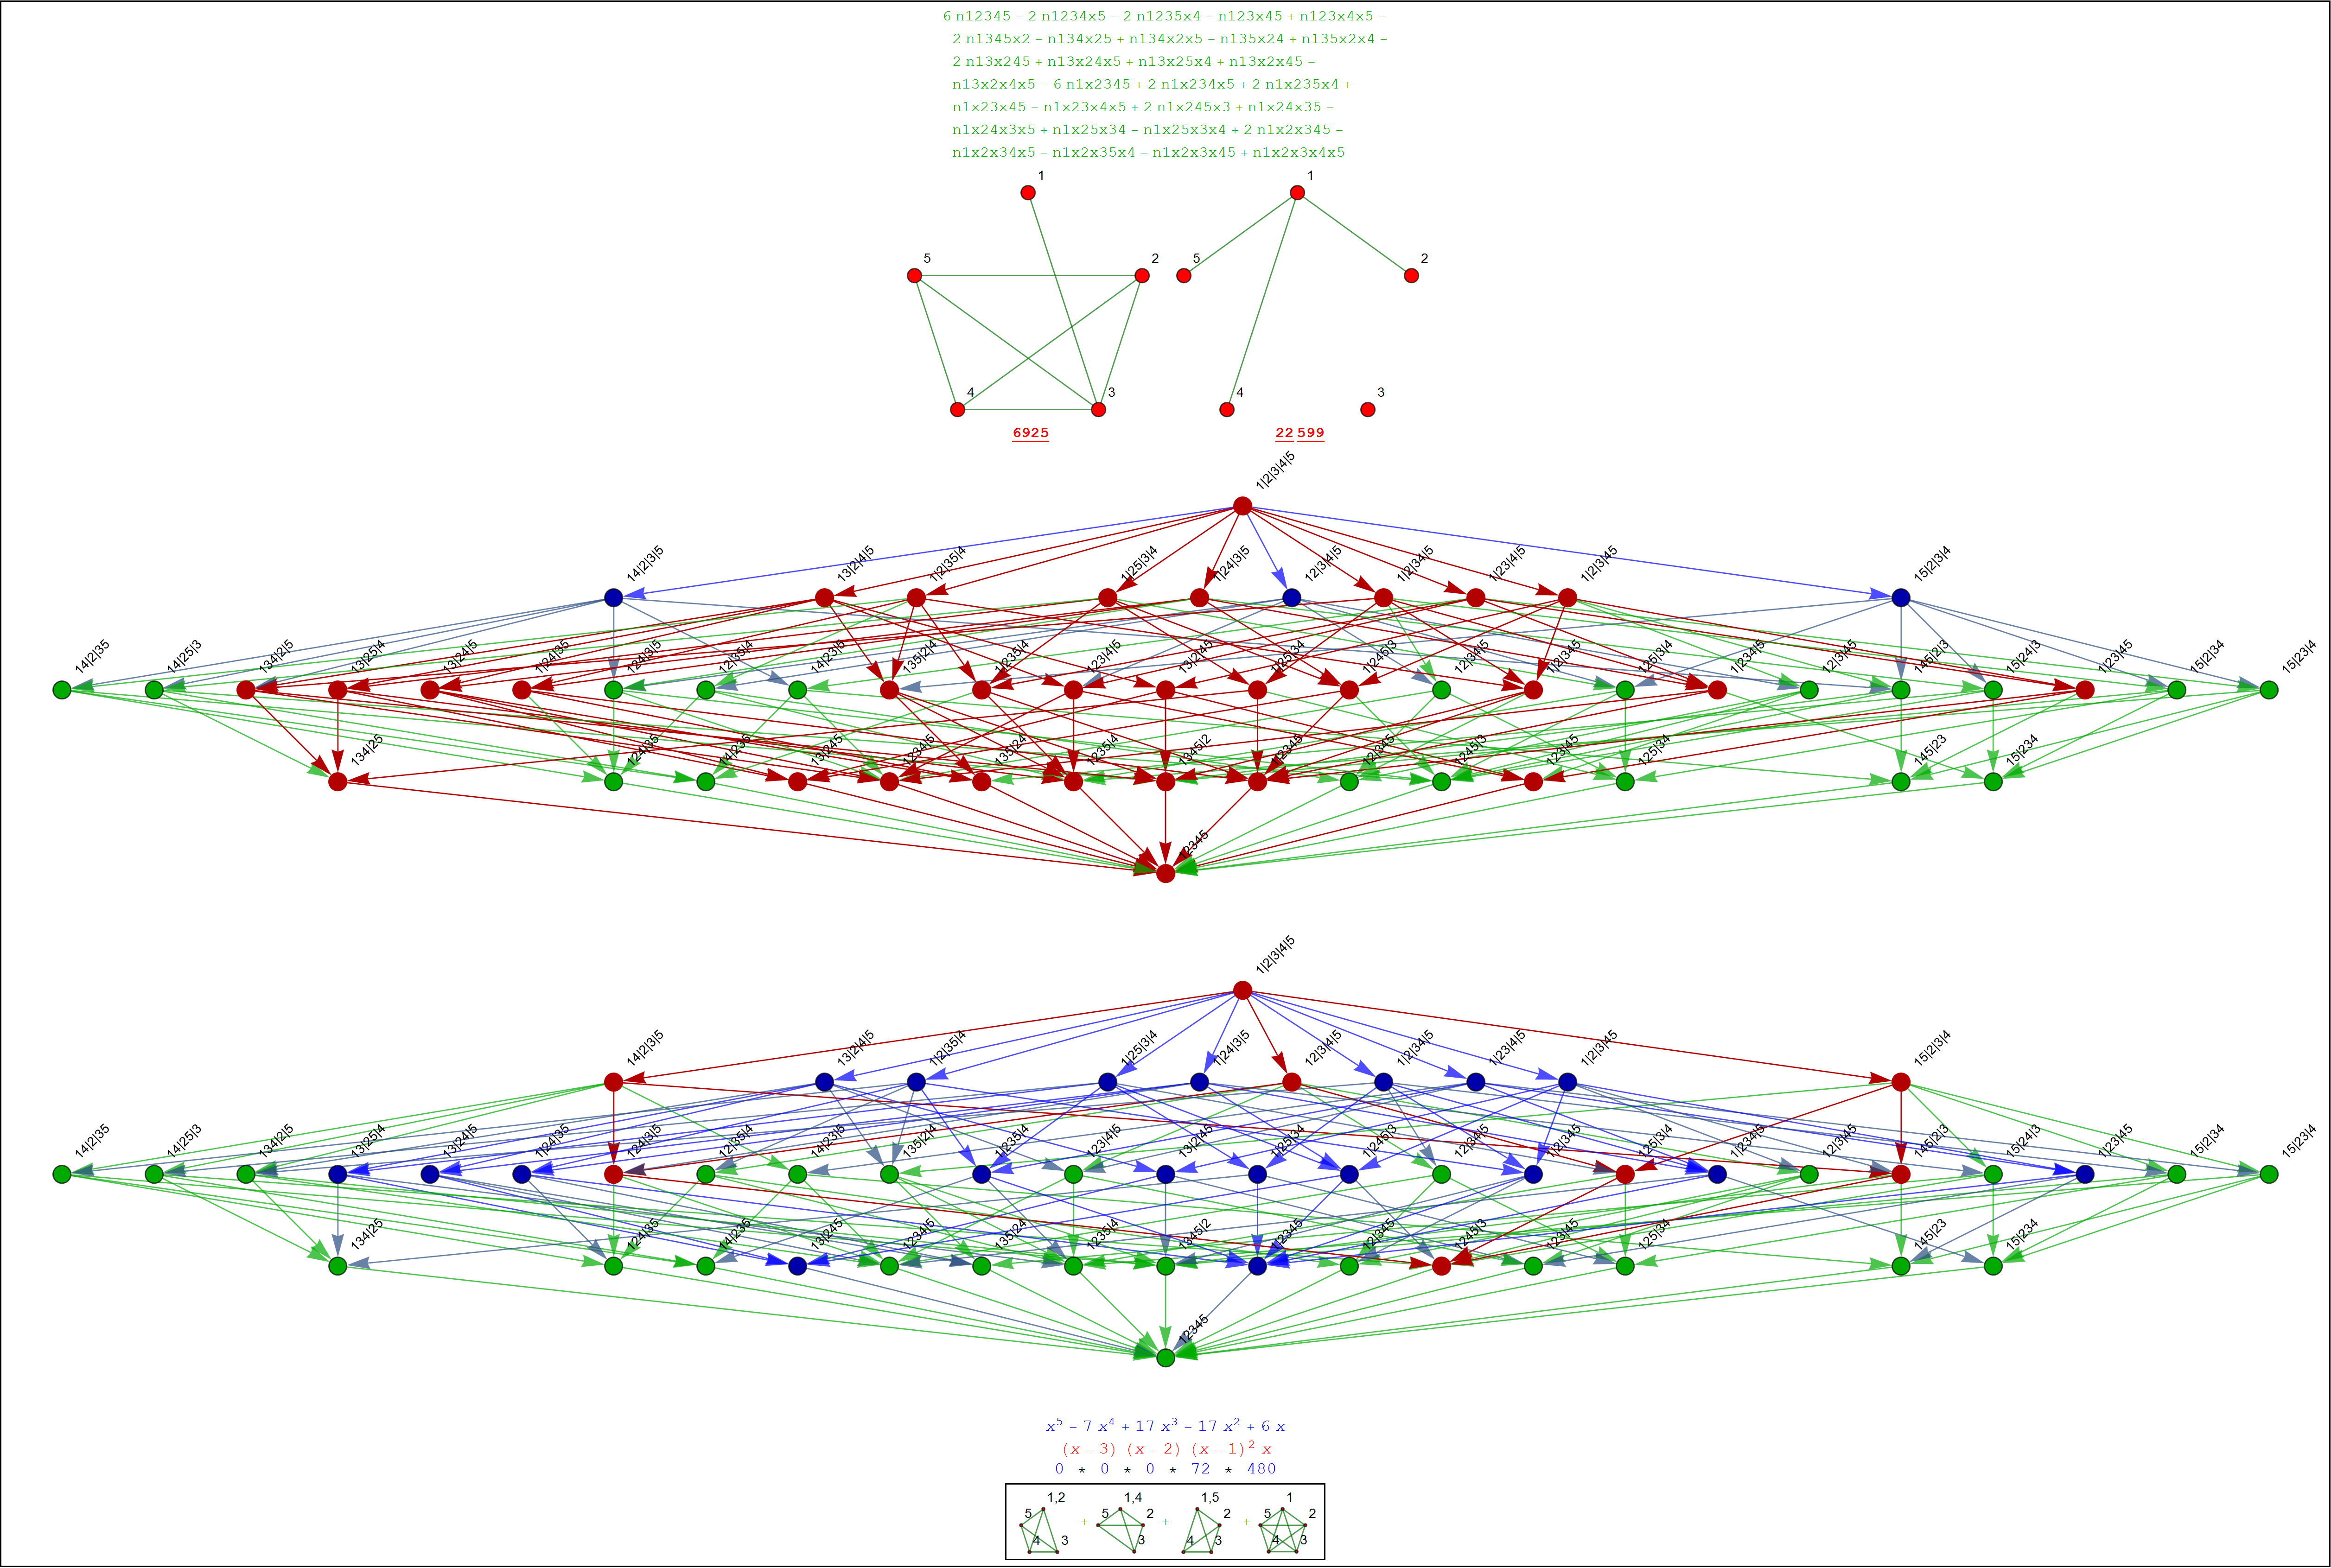 6 n12345 – 2 n1234x5 – 2 n1235x4 – n123x45 + n123x4x5 –
2 n1345x2 – n134x25 + n134x2x5 – n135x24 + n135x2x4 –
2 n13x245 + n13x24x5 + n13x25x4 + n13x2x45 –
n13x2x4x5 – 6 n1x2345 + 2 n1x234x5 + 2 n1x235x4 +
n1x23x45 – n1x23x4x5 + 2 n1x245x3 + n1x24x35 –
n1x24x3x5 + n1x25x34 – n1x25x3x4 + 2 n1x2x345 –
n1x2x34x5 – n1x2x35x4 – n1x2x3x45 + n1x2x3x4x5
1 1
5 2 5 2
4 3 4 3
6925 22 599
1|2|3|4|5
14|2|3|5 13|2|4|5 1|2|35|4 1|25|3|4 1|24|3|5 12|3|4|5 1|2|34|5 1|23|4|5 1|2|3|45 15|2|3|4
14|2|35 14|25|3 134|2|5 13|25|4 13|24|5 1|24|35 124|3|5 12|35|4 14|23|5 135|2|4 1|235|4 123|4|5 13|2|45 1|25|34 1|245|3 12|34|5 1|2|345 125|3|4 1|234|5 12|3|45 145|2|3 15|24|3 1|23|45 15|2|34 15|23|4
134|25 124|35 14|235 13|245 1234|5 135|24 1235|4 1345|2 1|2345 12|345 1245|3 123|45 125|34 145|23 15|234
12345
1|2|3|4|5
14|2|3|5 13|2|4|5 1|2|35|4 1|25|3|4 1|24|3|5 12|3|4|5 1|2|34|5 1|23|4|5 1|2|3|45 15|2|3|4
14|2|35 14|25|3 134|2|5 13|25|4 13|24|5 1|24|35 124|3|5 12|35|4 14|23|5 135|2|4 1|235|4 123|4|5 13|2|45 1|25|34 1|245|3 12|34|5 1|2|345 125|3|4 1|234|5 12|3|45 145|2|3 15|24|3 1|23|45 15|2|34 15|23|4
134|25 124|35 14|235 13|245 1234|5 135|24 1235|4 1345|2 1|2345 12|345 1245|3 123|45 125|34 145|23 15|234
12345
x⁵ – 7 x⁴ + 17 x³ – 17 x² + 6 x
(x – 3) (x – 2) (x – 1)² x
0 * 0 * 0 * 72 * 480
1,2 1,4 1,5 1
5 + 5 2 + 2 + 5 2
4 3 3 4 3 4 3